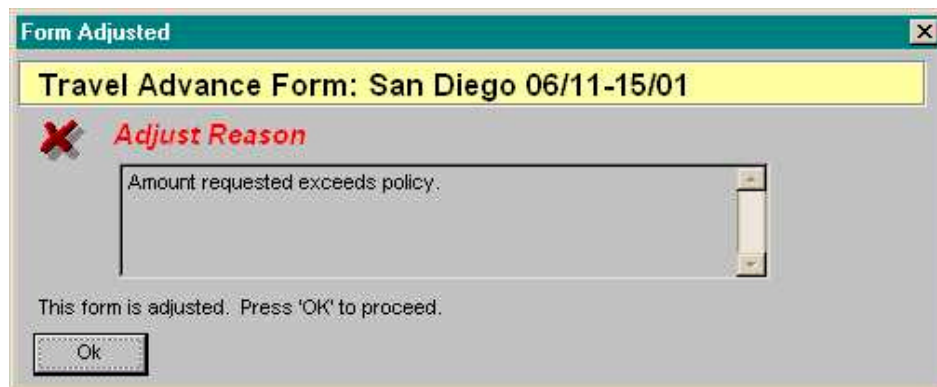 Form Adjusted
Travel Advance Form: San Diego 06/11-15/01
Adjust Reason
Amount requested exceeds policy.
This form is adjusted.  Press 'OK' to proceed.
Ok